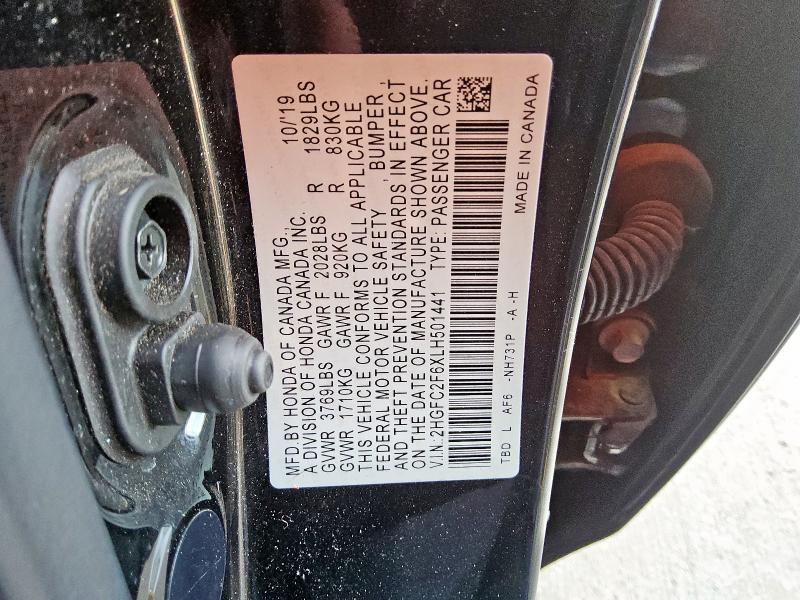 MFD.BY HONDA OF CANADA MFG., 10/'19
A DIVISION OF HONDA CANADA INC.
GVWR 3769LBS GAWR F 2028LBS R 1829LBS
GVWR 1710KG GAWR F 920KG R 830KG
THIS VEHICLE CONFORMS TO ALL APPLICABLE
FEDERAL MOTOR VEHICLE SAFETY, BUMPER,
AND THEFT PREVENTION STANDARDS IN EFFECT
ON THE DATE OF MANUFACTURE SHOWN ABOVE.
V.I.N: 2HGFC2F6XLH501441 TYPE: PASSENGER CAR
TBD L AF6 -NH731P -A -H MADE IN CANADA